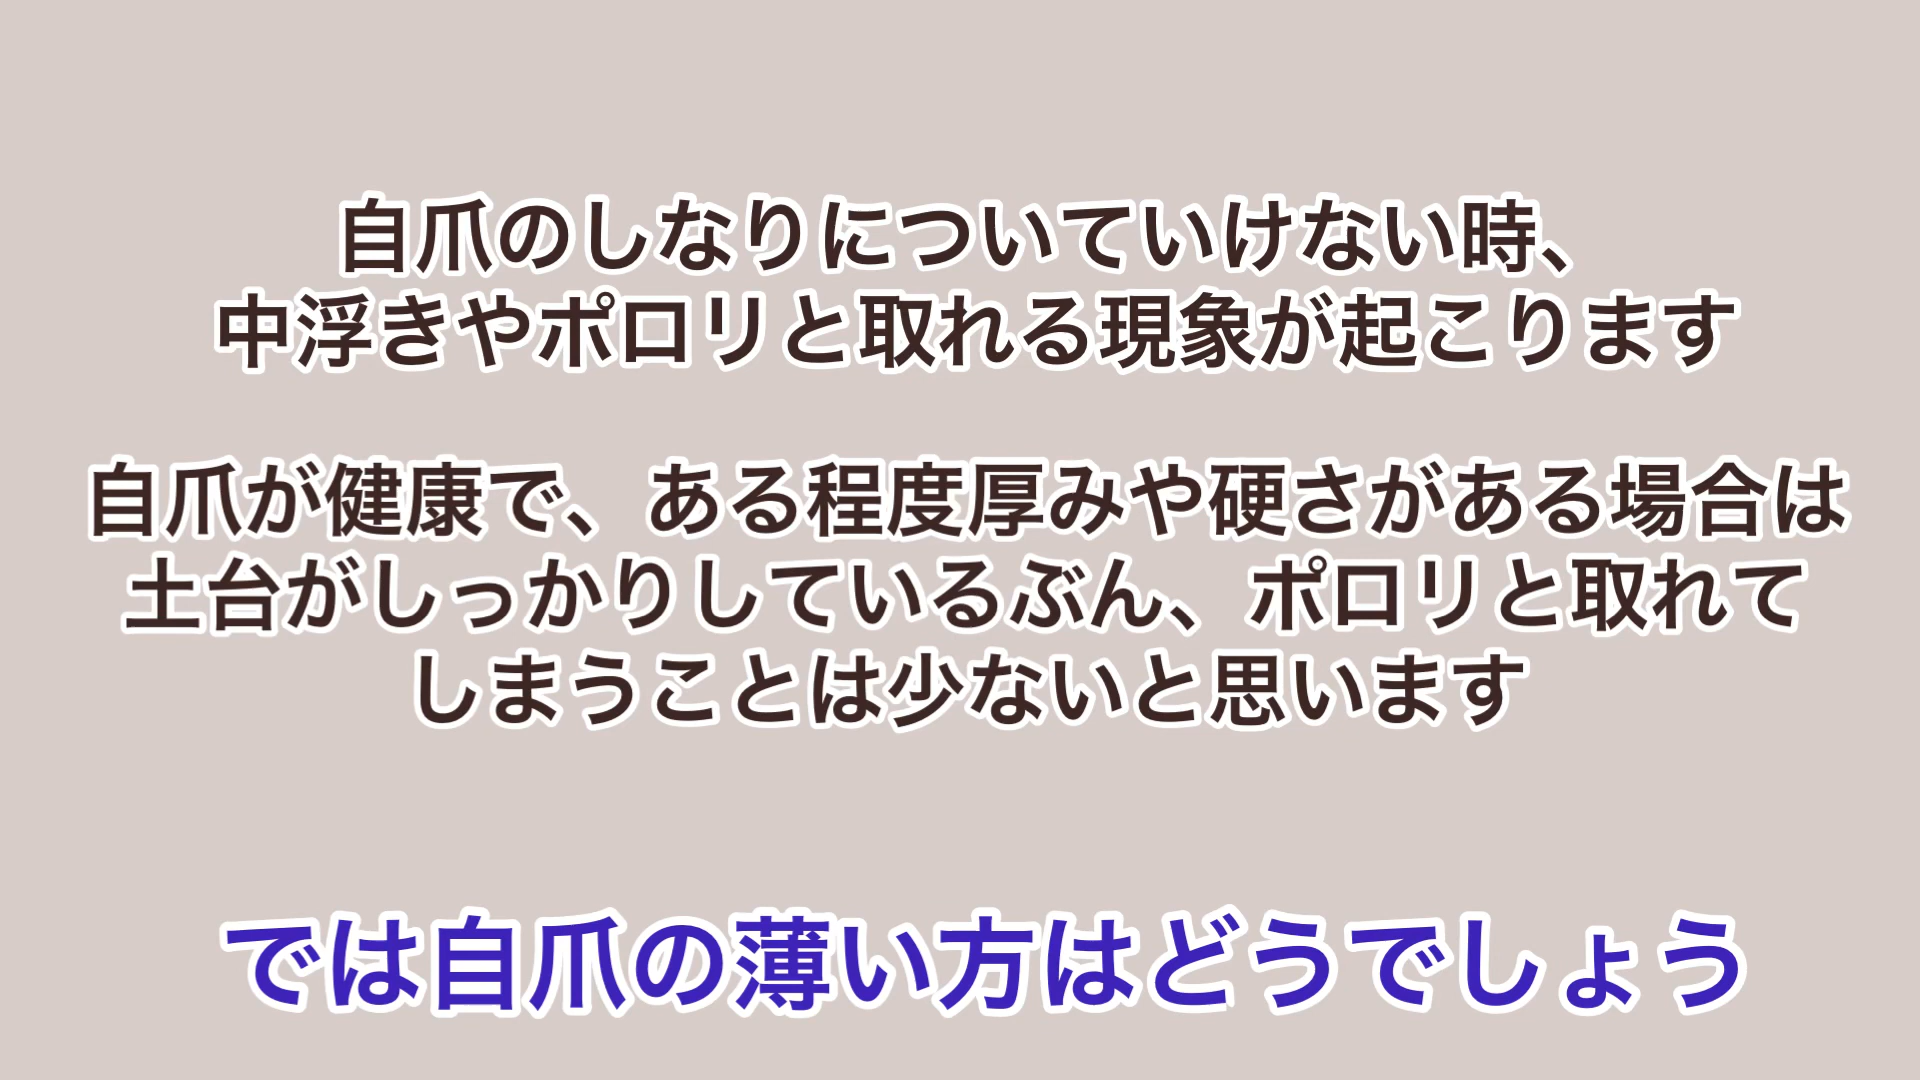 自爪のしなりについていけない時、
中浮きやポロリと取れる現象が起こります
自爪が健康で、ある程度厚みや硬さがある場合は
土台がしっかりしているぶん、ポロリと取れて
しまうことは少ないと思います
では自爪の薄い方はどうでしょう